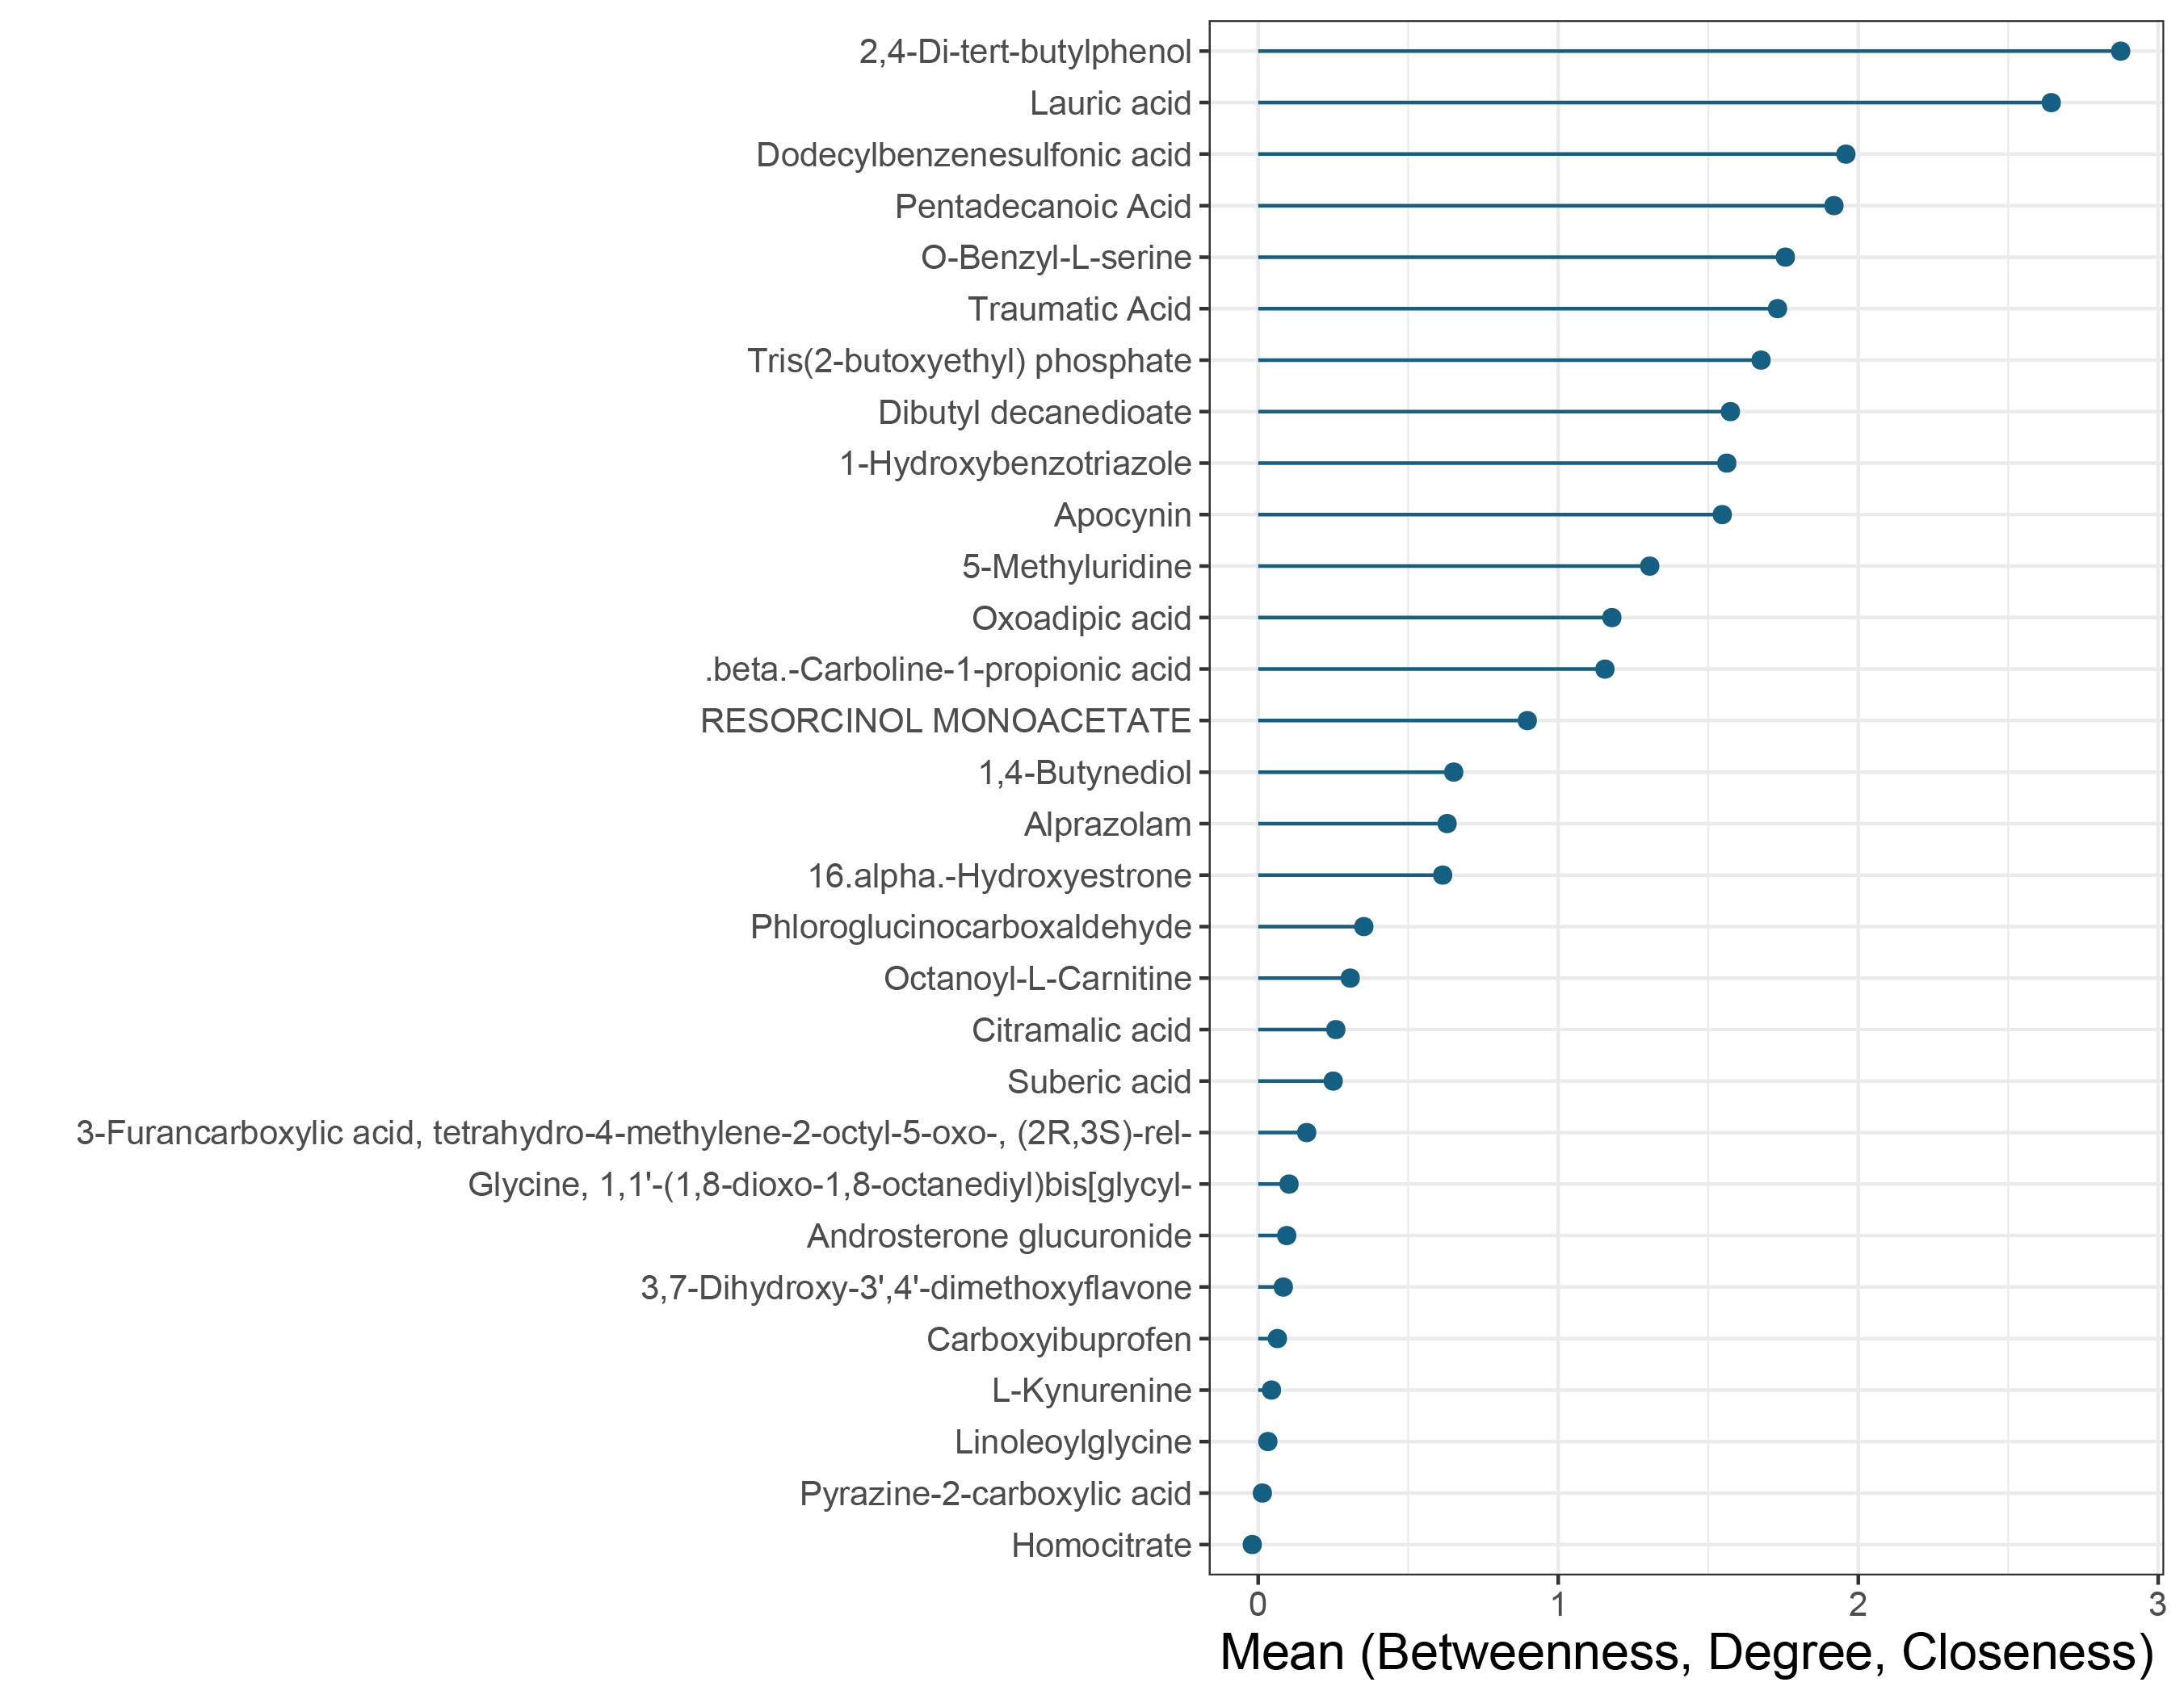 2,4-Di-tert-butylphenol
Lauric acid
Dodecylbenzenesulfonic acid
Pentadecanoic Acid
O-Benzyl-L-serine
Traumatic Acid
Tris(2-butoxyethyl) phosphate
Dibutyl decanedioate
1-Hydroxybenzotriazole
Apocynin
5-Methyluridine
Oxoadipic acid
.beta.-Carboline-1-propionic acid
RESORCINOL MONOACETATE
1,4-Butynediol
Alprazolam
16.alpha.-Hydroxyestrone
Phloroglucinocarboxaldehyde
Octanoyl-L-Carnitine
Citramalic acid
Suberic acid
3-Furancarboxylic acid, tetrahydro-4-methylene-2-octyl-5-oxo-, (2R,3S)-rel-
Glycine, 1,1'-(1,8-dioxo-1,8-octanediyl)bis[glycyl-
Androsterone glucuronide
3,7-Dihydroxy-3',4'-dimethoxyflavone
Carboxyibuprofen
L-Kynurenine
Linoleoylglycine
Pyrazine-2-carboxylic acid
Homocitrate
0 1 2 3
Mean (Betweenness, Degree, Closeness)